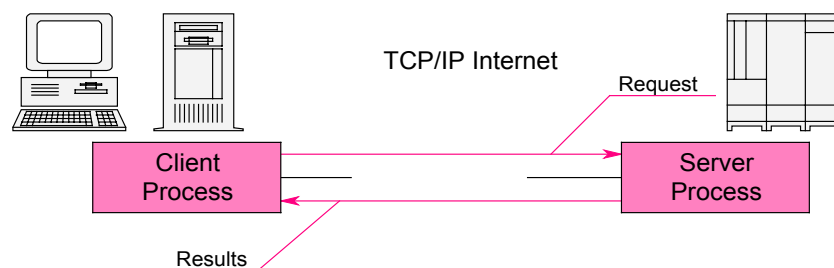 TCP/IP Internet
Request
Client
Process
Server
Process
Results